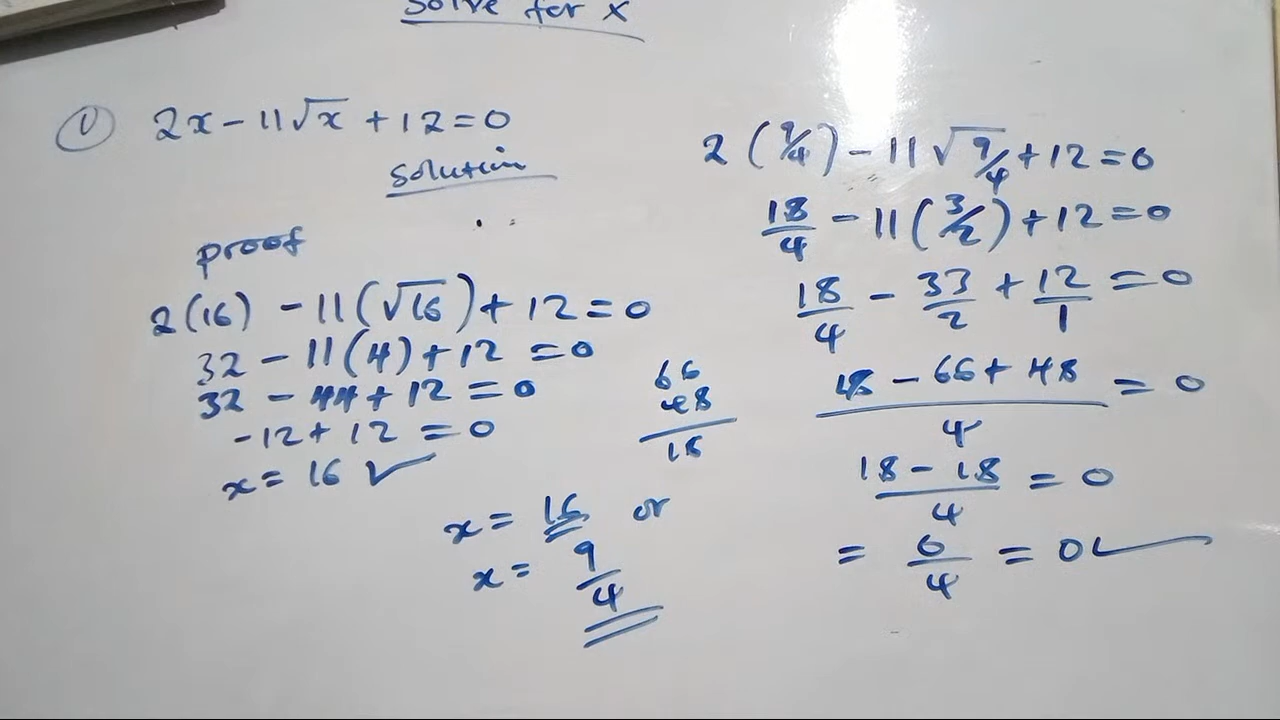 Solve for x
1) 2x - 11√x + 12 = 0
Solution
proof
2(16) - 11(√16) + 12 = 0
32 - 11(4) + 12 = 0
32 - 44 + 12 = 0
-12 + 12 = 0
x = 16 ✓
66
48
18
x = 16 or
x = 9/4
2(9/4) - 11√9/4 + 12 = 0
18/4 - 11(3/2) + 12 = 0
18/4 - 33/2 + 12/1 = 0
18 - 66 + 48 / 4 = 0
18 - 18 / 4 = 0
= 0/4 = 0 ✓